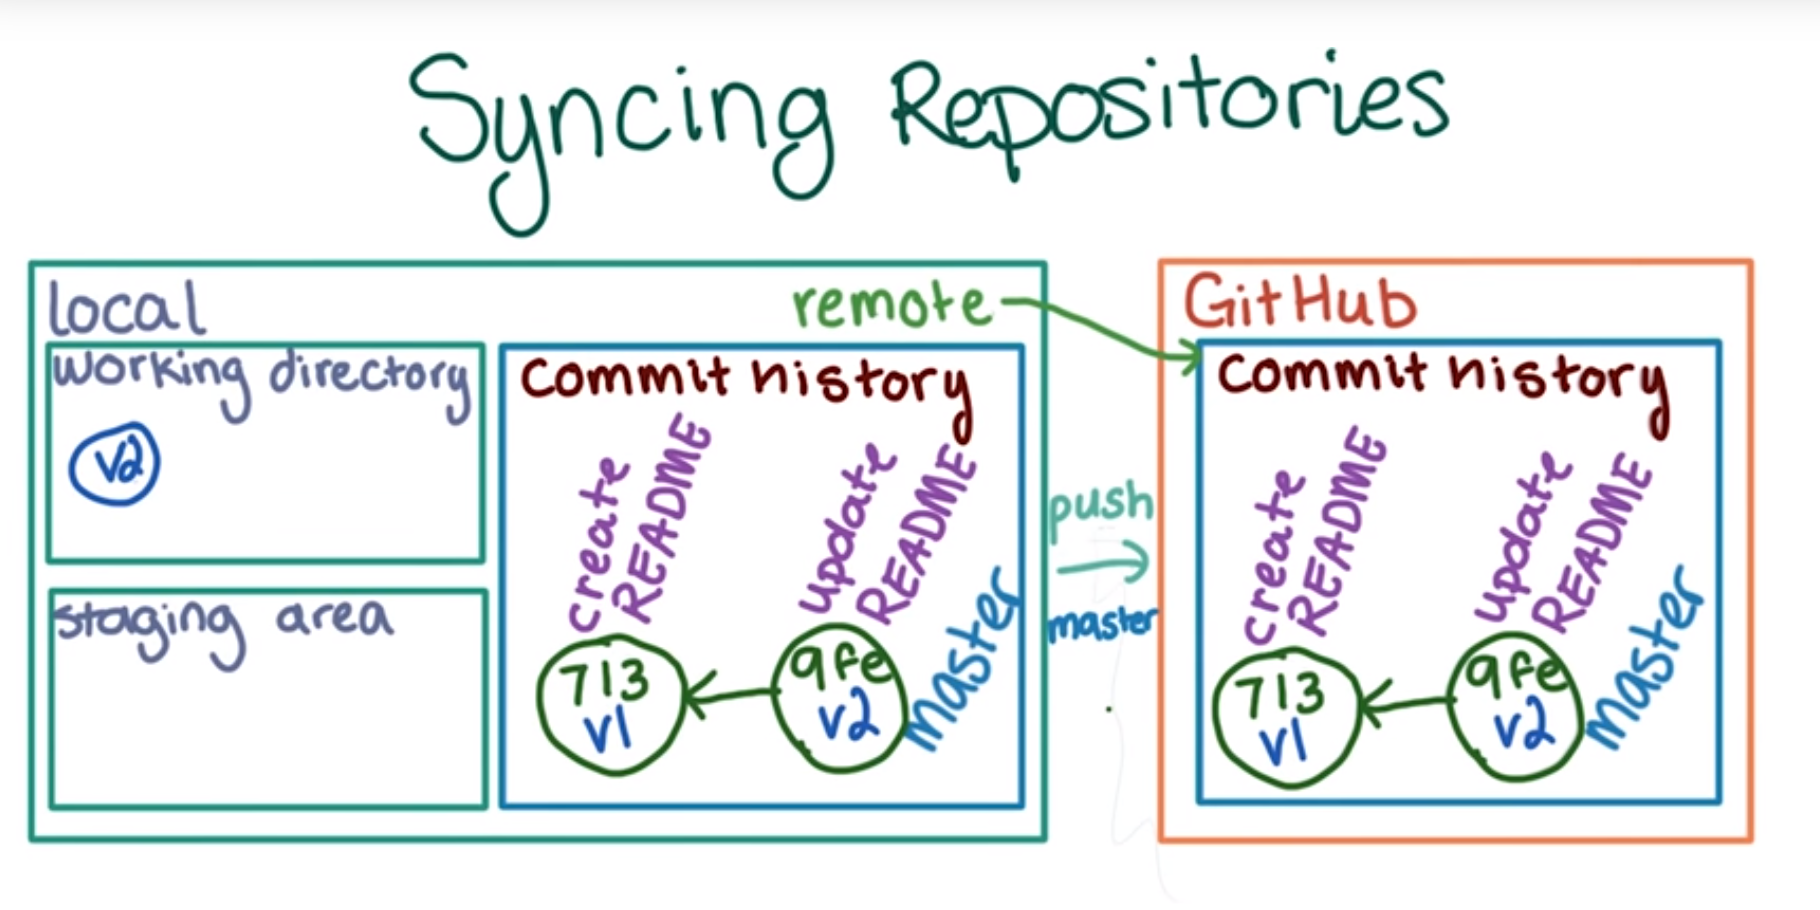 Syncing Repositories
local
remote
working directory
v2
staging area
Commit history
create
README
update
README
713
v1
9fe
v2
master
push
master
GitHub
Commit history
create
README
update
README
713
v1
9fe
v2
master